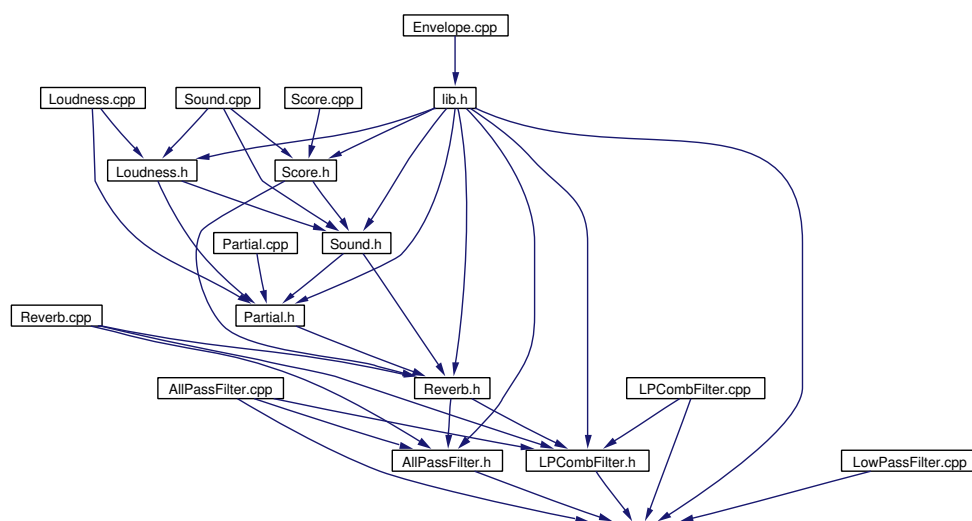 Envelope.cpp
Loudness.cpp
Sound.cpp
Score.cpp
lib.h
Loudness.h
Score.h
Partial.cpp
Sound.h
Reverb.cpp
Partial.h
AllPassFilter.cpp
Reverb.h
LPCombFilter.cpp
AllPassFilter.h
LPCombFilter.h
LowPassFilter.cpp